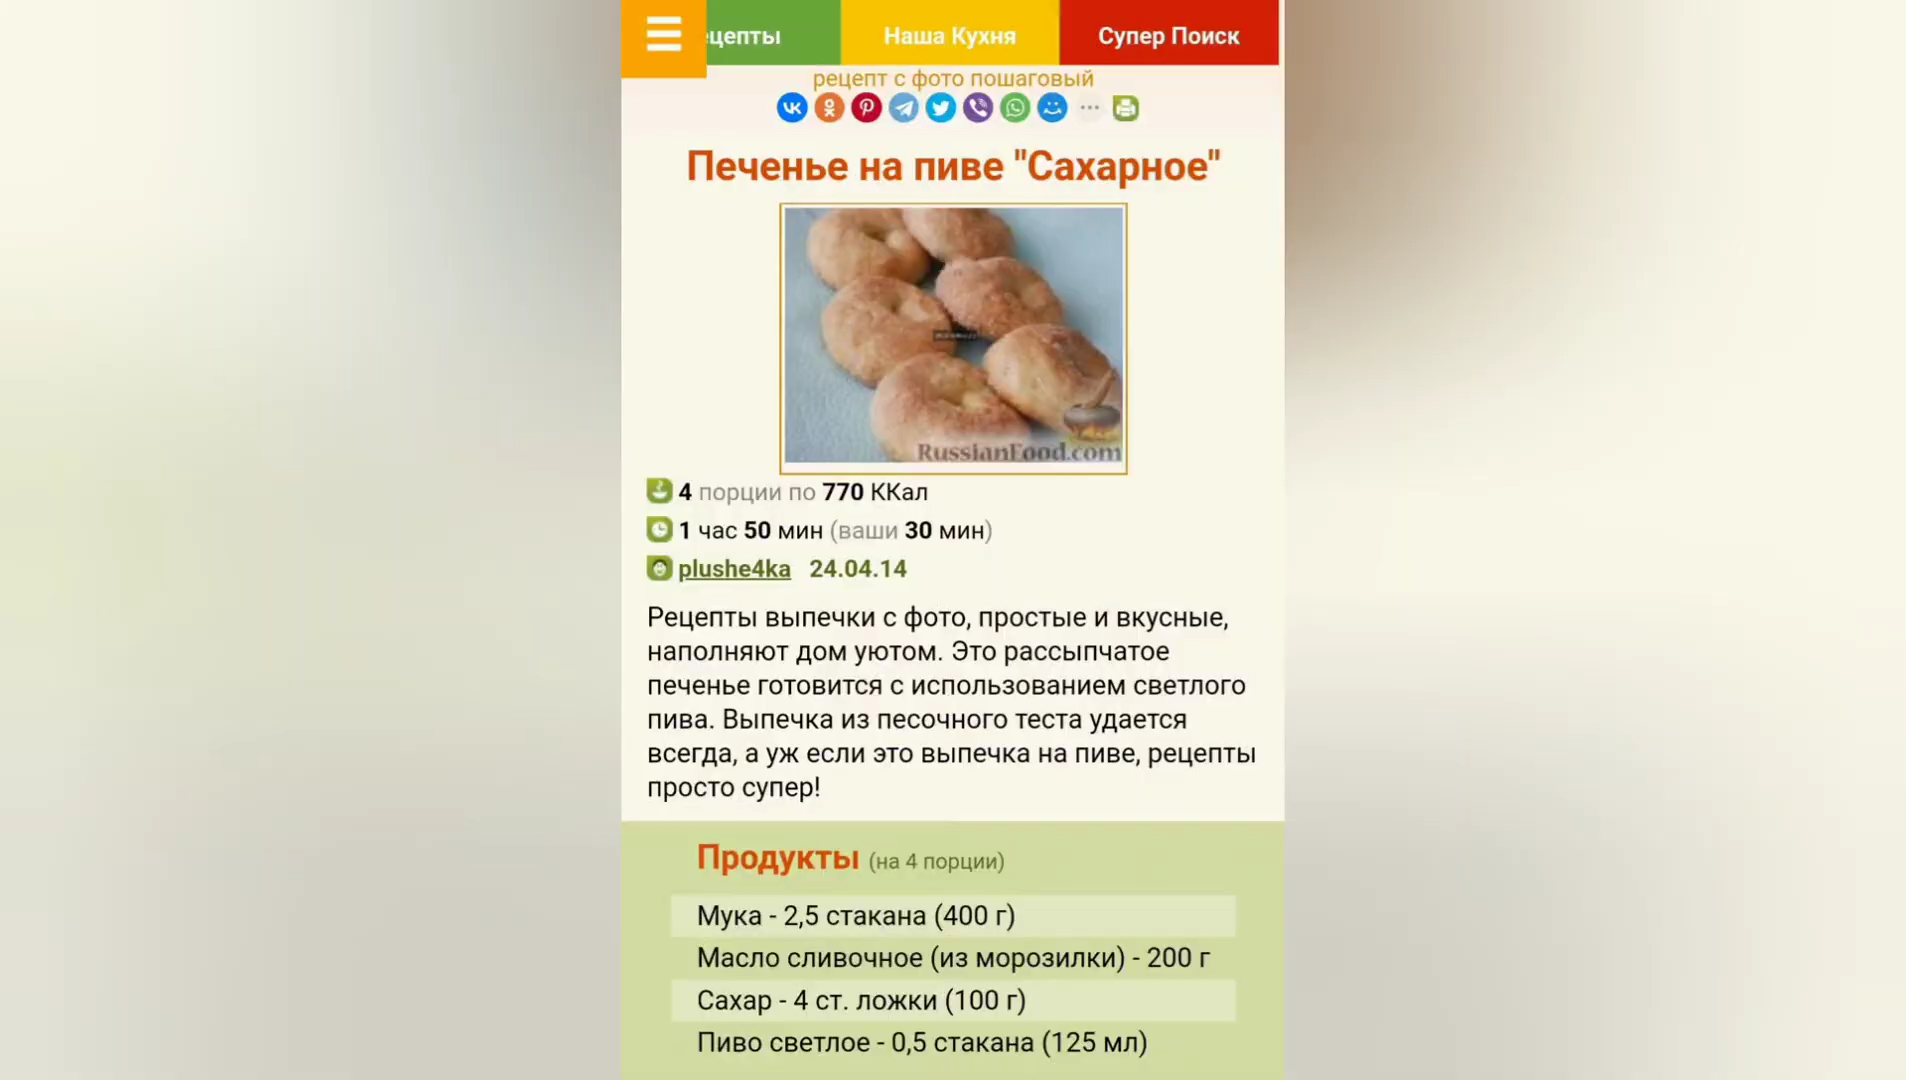 цепты
Наша Кухня
Супер Поиск
рецепт с фото пошаговый
Печенье на пиве "Сахарное"
RussianFood.com
4 порции по 770 ККал
1 час 50 мин (ваши 30 мин)
plushe4ka 24.04.14
Рецепты выпечки с фото, простые и вкусные,
наполняют дом уютом. Это рассыпчатое
печенье готовится с использованием светлого
пива. Выпечка из песочного теста удается
всегда, а уж если это выпечка на пиве, рецепты
просто супер!
Продукты (на 4 порции)
Мука - 2,5 стакана (400 г)
Масло сливочное (из морозилки) - 200 г
Сахар - 4 ст. ложки (100 г)
Пиво светлое - 0,5 стакана (125 мл)